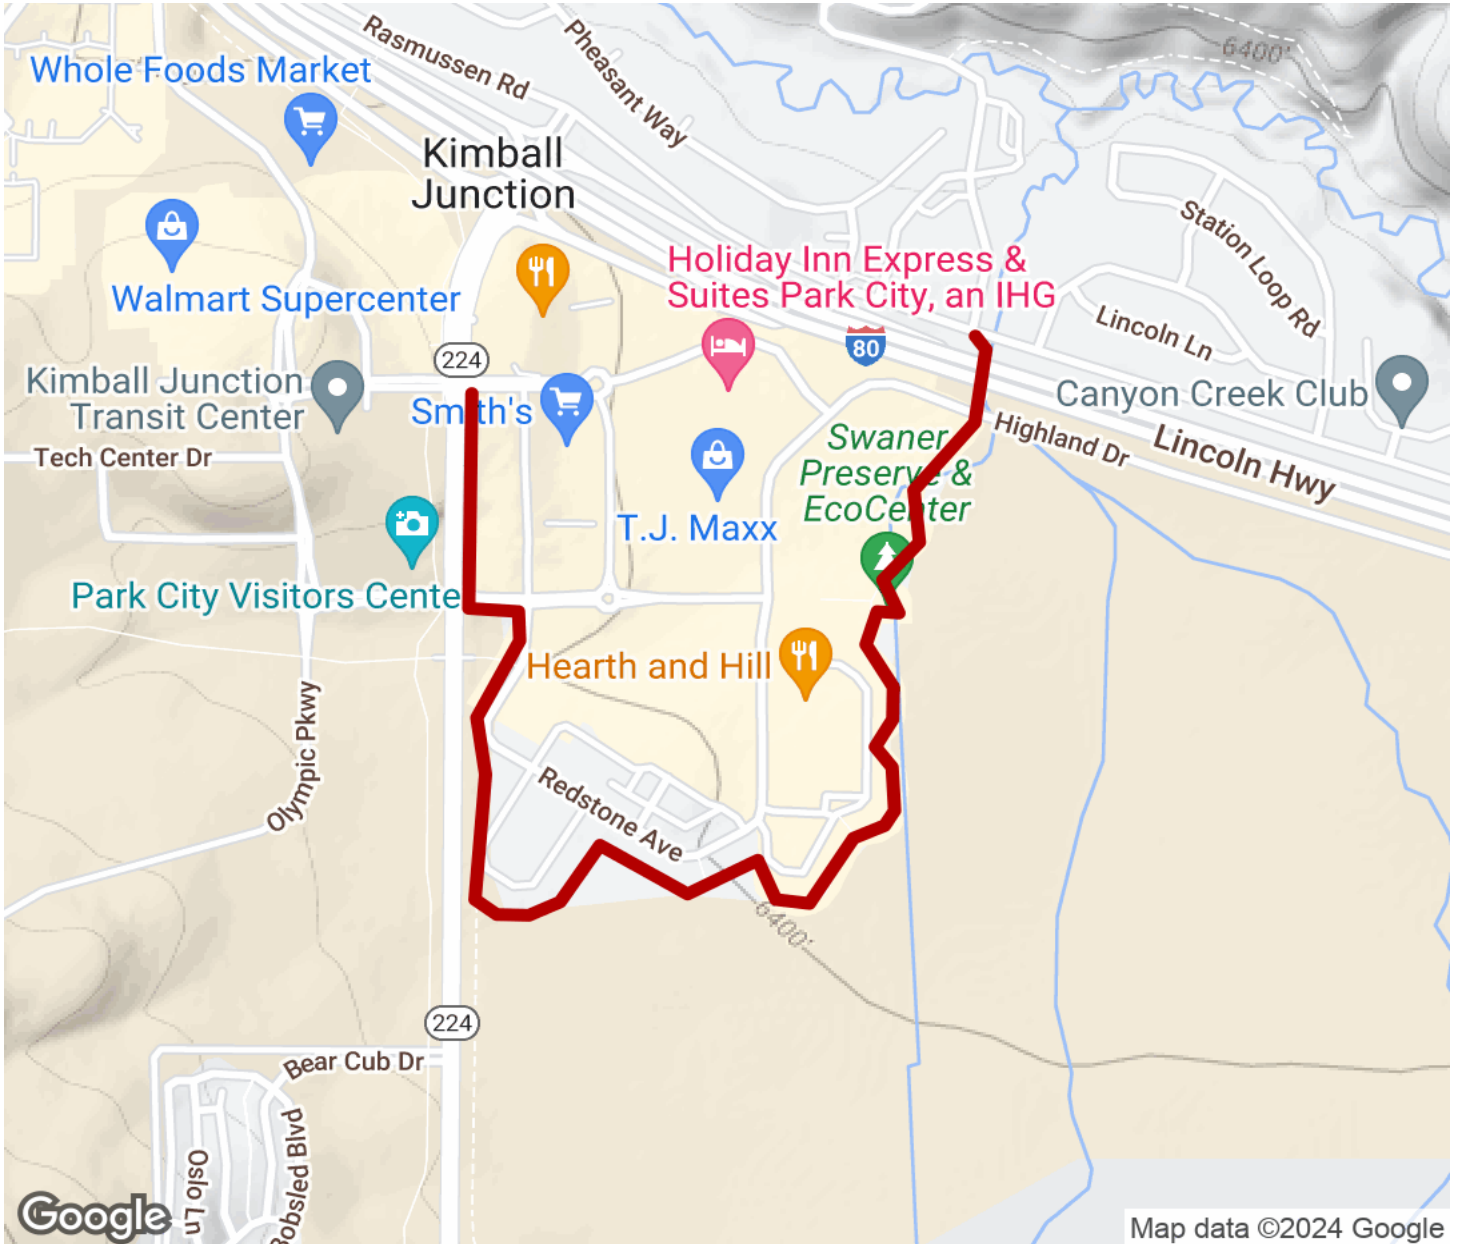 6400'
Rasmussen Rd
Pheasant Way
Whole Foods Market
Kimball
Junction
Station Loop Rd
Holiday Inn Express &
Suites Park City, an IHG
Walmart Supercenter
Lincoln Ln
80
224
Kimball Junction
Transit Center
Smith's
Canyon Creek Club
Highland Dr
Lincoln Hwy
Swaner
Preserve &
EcoCenter
Tech Center Dr
T.J. Maxx
Park City Visitors Cente
Hearth and Hill
Olympic Pkwy
Redstone Ave
6400'
224
Bear Cub Dr
Bobsled Blvd
Oslo Ln
Google
Map data ©2024 Google